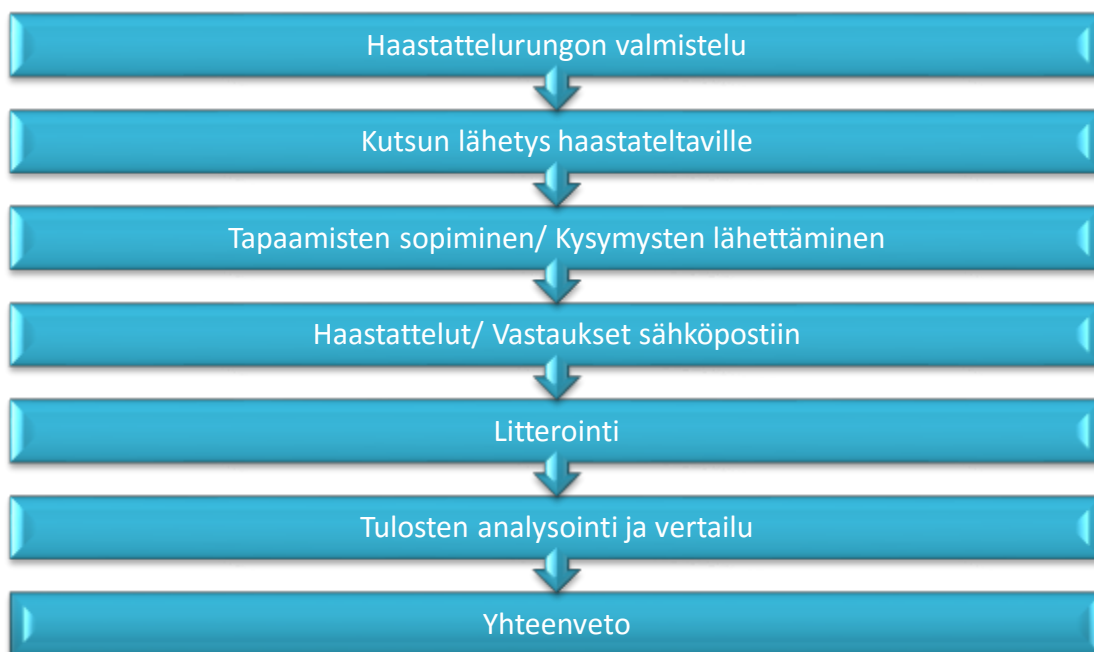 Haastattelurungon valmistelu
Kutsun lähetys haastateltaville
Tapaamisten sopiminen/ Kysymysten lähettäminen
Haastattelut/ Vastaukset sähköpostiin
Litterointi
Tulosten analysointi ja vertailu
Yhteenveto